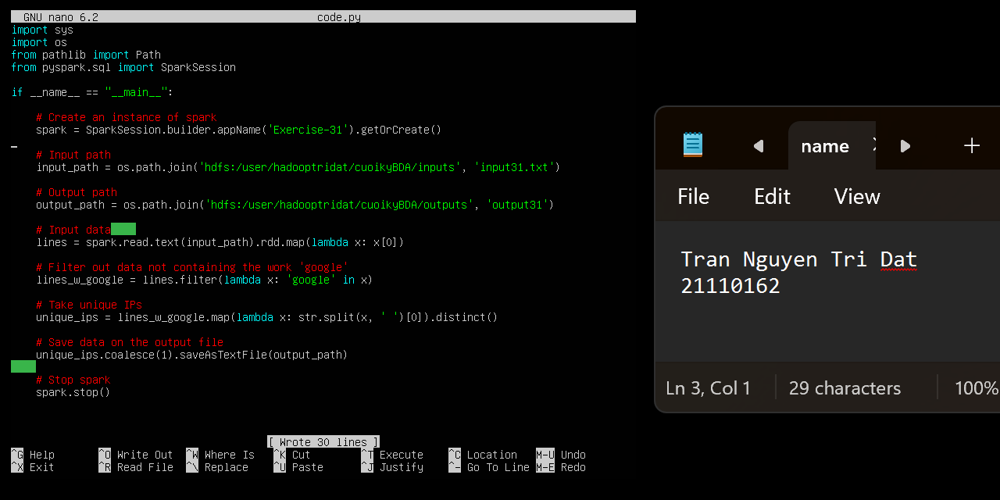 GNU nano 6.2 code.py
import sys
import os
from pathlib import Path
from pyspark.sql import SparkSession
if __name__ == "__main__":
# Create an instance of spark
spark = SparkSession.builder.appName('Exercise-31').getOrCreate()
# Input path
input_path = os.path.join('hdfs:/user/hadooptridat/cuoikyBDA/inputs', 'input31.txt')
# Output path
output_path = os.path.join('hdfs:/user/hadooptridat/cuoikyBDA/outputs', 'output31')
# Input data
lines = spark.read.text(input_path).rdd.map(lambda x: x[0])
# Filter out data not containing the work 'google'
lines_w_google = lines.filter(lambda x: 'google' in x)
# Take unique IPs
unique_ips = lines_w_google.map(lambda x: str.split(x, ' ')[0]).distinct()
# Save data on the output file
unique_ips.coalesce(1).saveAsTextFile(output_path)
# Stop spark
spark.stop()
[ Wrote 30 lines ]
^G Help ^O Write Out ^W Where Is ^K Cut ^T Execute ^C Location M-U Undo
^X Exit ^R Read File ^\ Replace ^U Paste ^J Justify ^- Go To Line M-E Redo
name
File Edit View
Tran Nguyen Tri Dat
21110162
Ln 3, Col 1 29 characters 100%